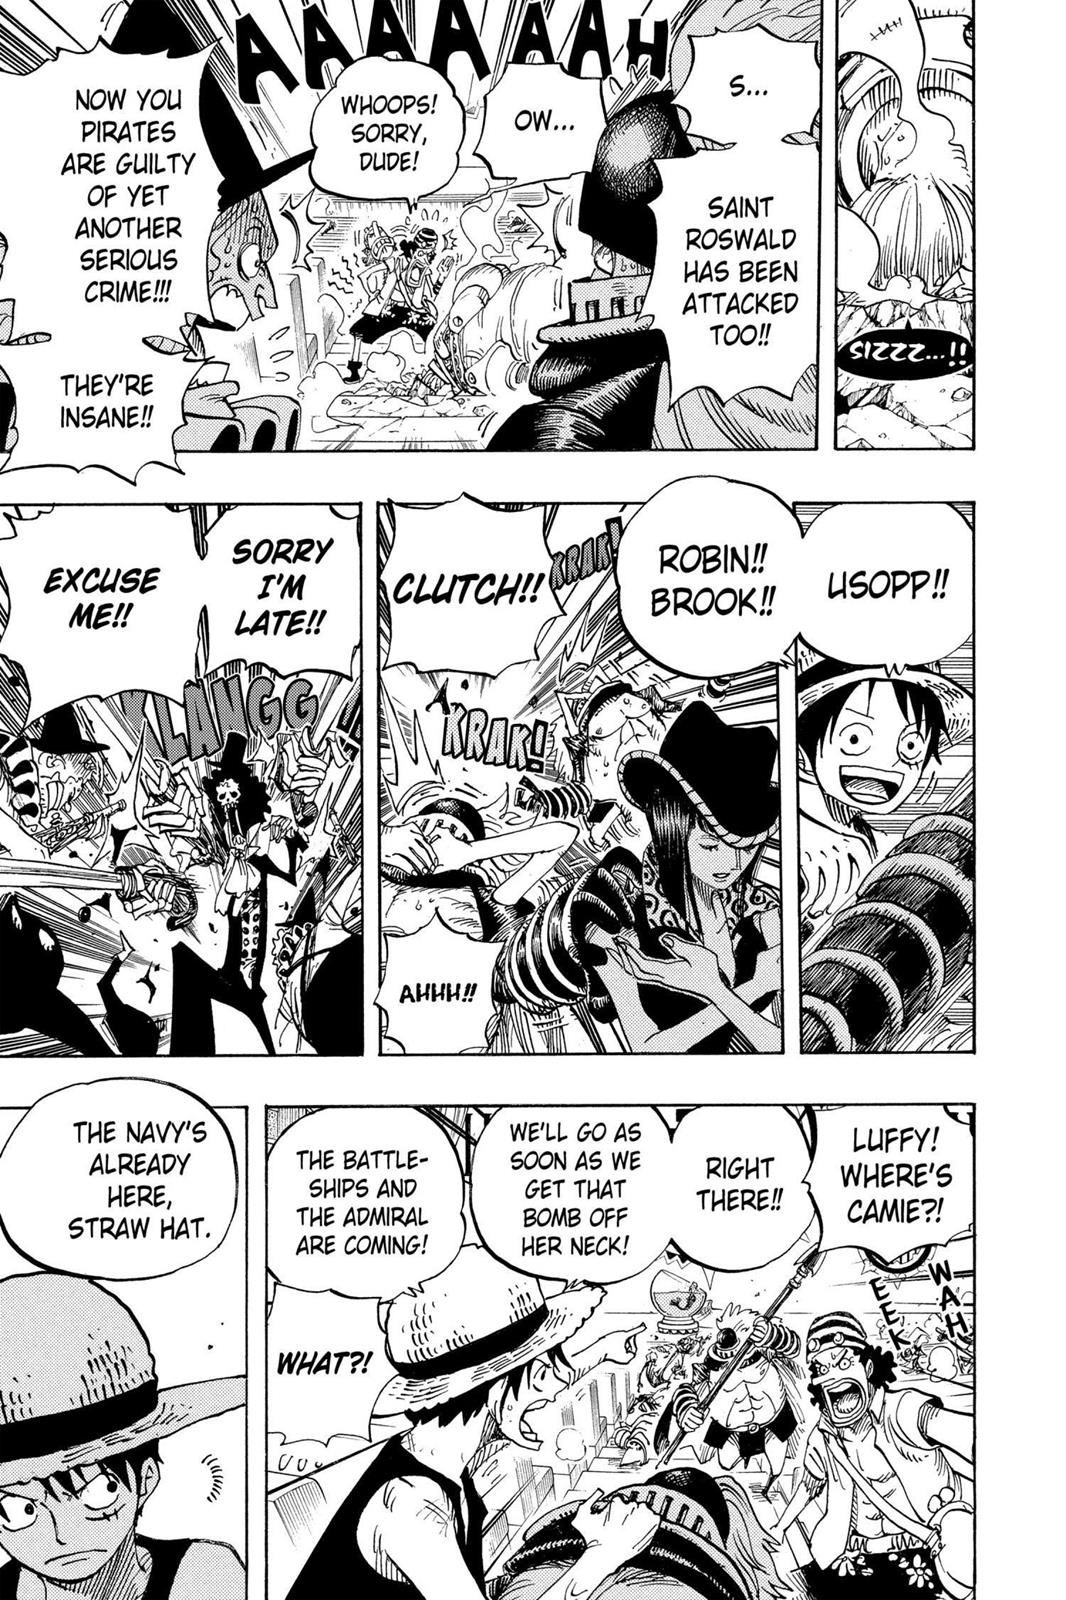 SIZZZ...!!
S...
SAINT
ROSWALD
HAS BEEN
ATTACKED
TOO!!
AAAAAAAH
OW...
WHOOPS!
SORRY,
DUDE!
NOW YOU
PIRATES
ARE GUILTY
OF YET
ANOTHER
SERIOUS
CRIME!!!
THEY'RE
INSANE!!
USOPP!!
ROBIN!!
BROOK!!
KRAK!
CLUTCH!!
KRAK!
AHHH!!
SORRY
I'M
LATE!!
EXCUSE
ME!!
KLANGG
LUFFY!
WHERE'S
CAMIE?!
RIGHT
THERE!!
WE'LL GO AS
SOON AS WE
GET THAT
BOMB OFF
HER NECK!
THE BATTLE-
SHIPS AND
THE ADMIRAL
ARE COMING!
WHAT?!
WAH
EEEK
THE NAVY'S
ALREADY
HERE,
STRAW HAT.